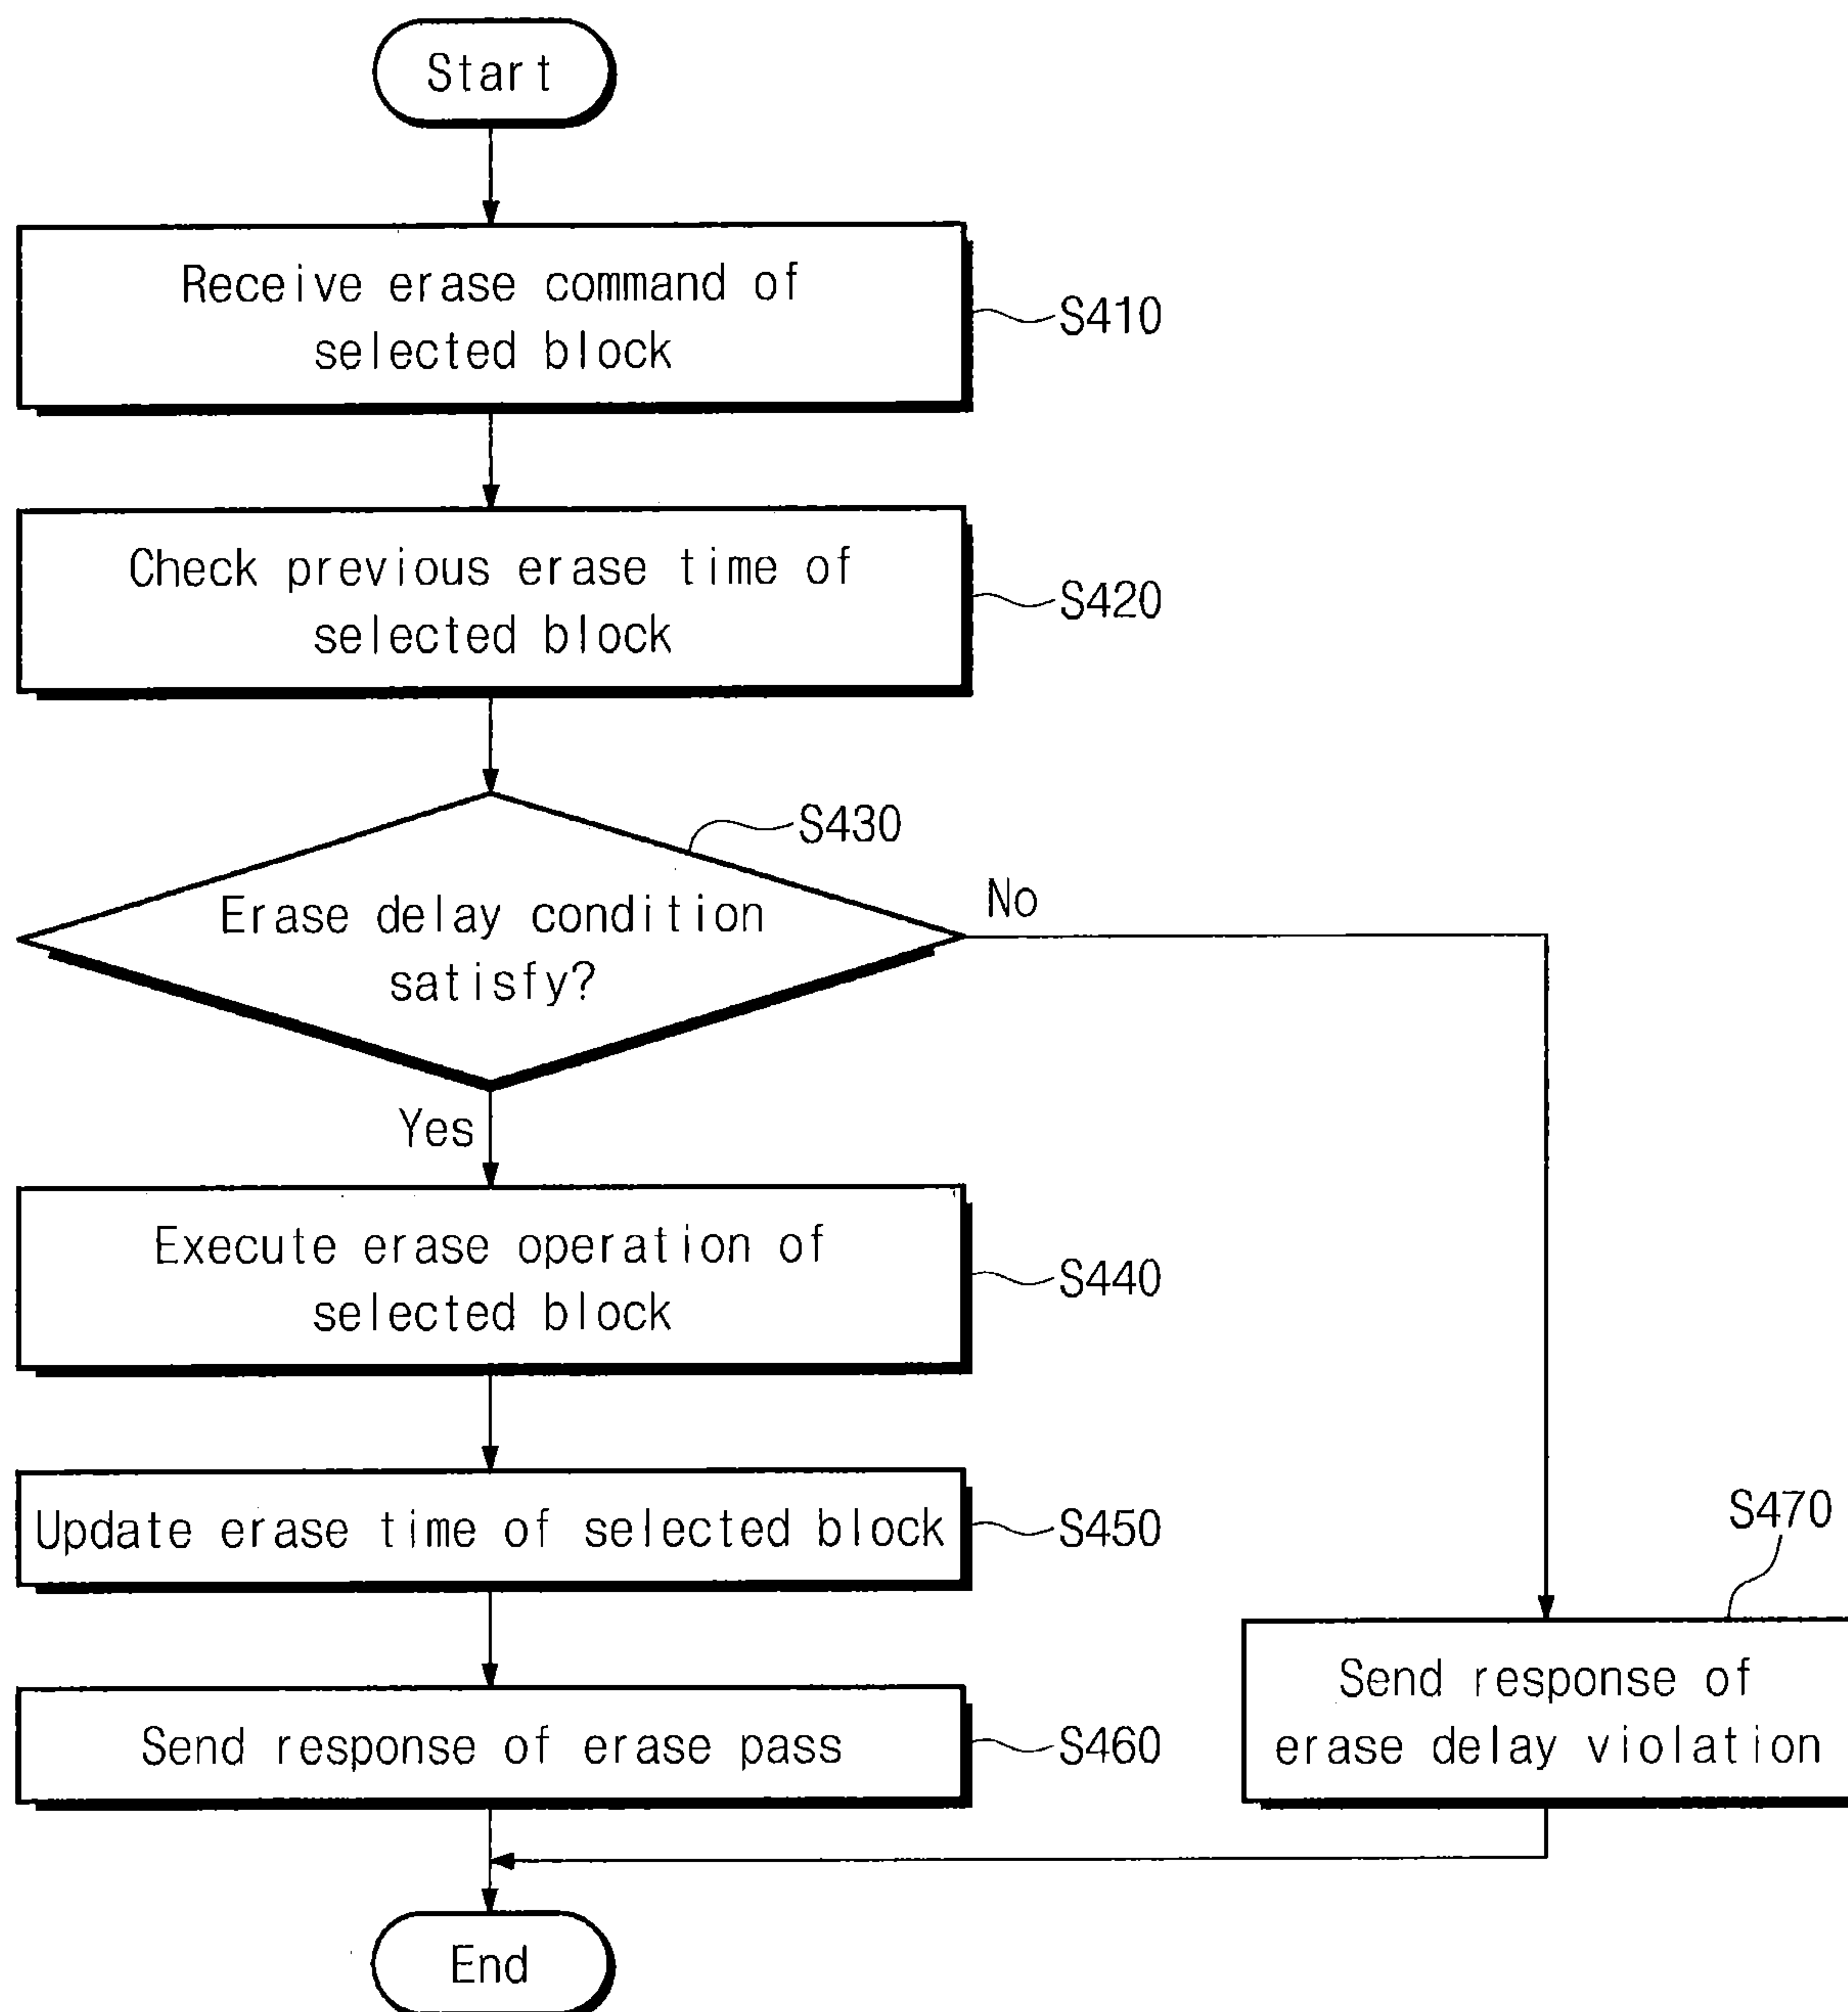 Start
Receive erase command of
selected block
S410
Check previous erase time of
selected block
S420
S430
Erase delay condition
satisfy?
No
Yes
Execute erase operation of
selected block
S440
Update erase time of selected block
S450
S470
Send response of
erase delay violation
Send response of erase pass
S460
End